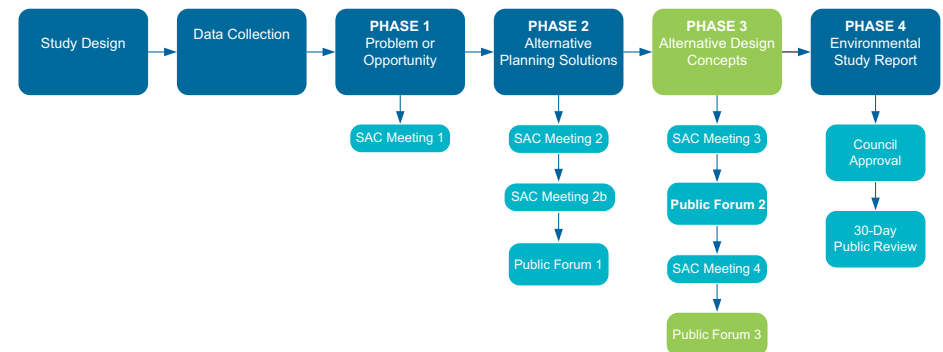 Study Design
Data Collection
PHASE 1
Problem or
Opportunity
SAC Meeting 1
PHASE 2
Alternative
Planning Solutions
SAC Meeting 2
SAC Meeting 2b
Public Forum 1
PHASE 3
Alternative Design
Concepts
SAC Meeting 3
Public Forum 2
SAC Meeting 4
Public Forum 3
PHASE 4
Environmental
Study Report
Council
Approval
30-Day
Public Review